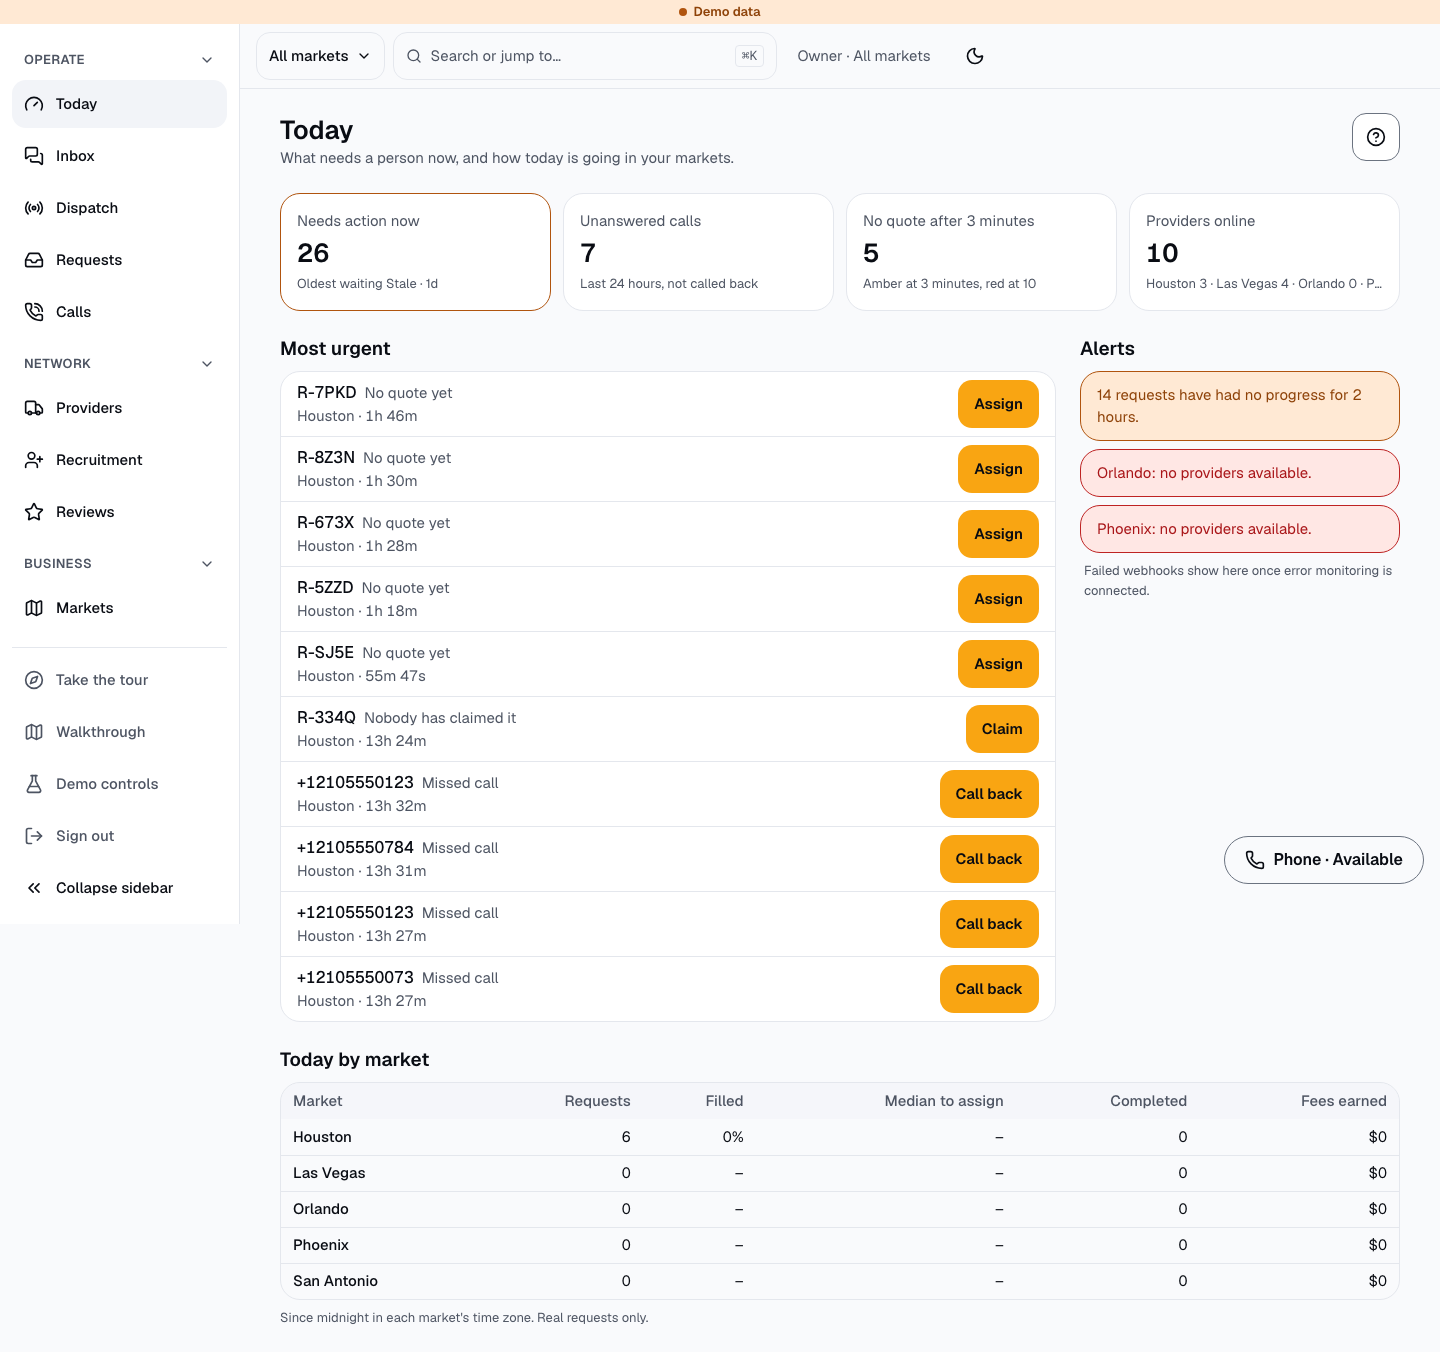 Demo data
OPERATE
Today
Inbox
Dispatch
Requests
Calls
NETWORK
Providers
Recruitment
Reviews
BUSINESS
Markets
Take the tour
Walkthrough
Demo controls
Sign out
Collapse sidebar
All markets
Search or jump to…
⌘K
Owner · All markets
Today
What needs a person now, and how today is going in your markets.
Needs action now
26
Oldest waiting Stale · 1d
Unanswered calls
7
Last 24 hours, not called back
No quote after 3 minutes
5
Amber at 3 minutes, red at 10
Providers online
10
Houston 3 · Las Vegas 4 · Orlando 0 · P…
Most urgent
R-7PKD No quote yet
Houston · 1h 46m
Assign
R-8Z3N No quote yet
Houston · 1h 30m
Assign
R-673X No quote yet
Houston · 1h 28m
Assign
R-5ZZD No quote yet
Houston · 1h 18m
Assign
R-SJ5E No quote yet
Houston · 55m 47s
Assign
R-334Q Nobody has claimed it
Houston · 13h 24m
Claim
+12105550123 Missed call
Houston · 13h 32m
Call back
+12105550784 Missed call
Houston · 13h 31m
Call back
+12105550123 Missed call
Houston · 13h 27m
Call back
+12105550073 Missed call
Houston · 13h 27m
Call back
Alerts
14 requests have had no progress for 2
hours.
Orlando: no providers available.
Phoenix: no providers available.
Failed webhooks show here once error monitoring is
connected.
Phone · Available
Today by market
Market Requests Filled Median to assign Completed Fees earned
Houston 6 0% – 0 $0
Las Vegas 0 – – 0 $0
Orlando 0 – – 0 $0
Phoenix 0 – – 0 $0
San Antonio 0 – – 0 $0
Since midnight in each market's time zone. Real requests only.